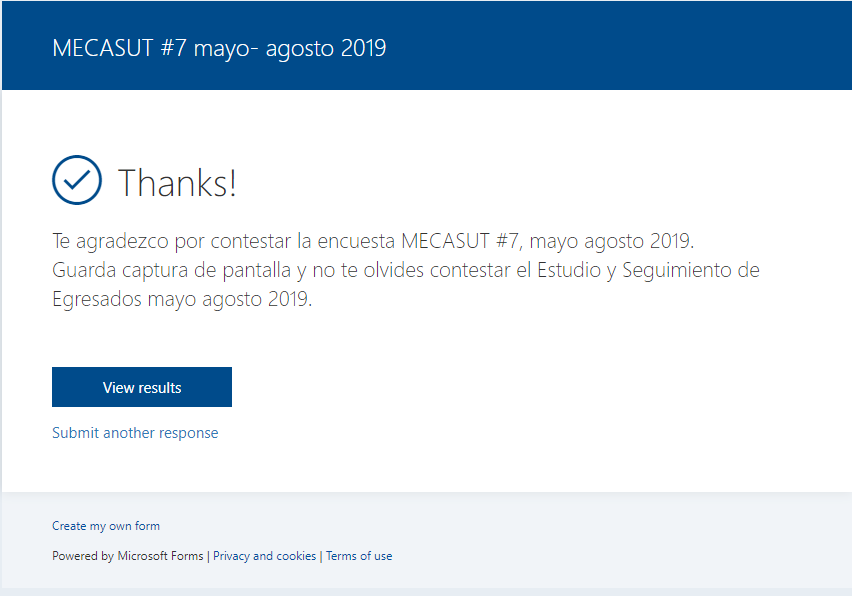 MECASUT #7 mayo- agosto 2019
Thanks!
Te agradezco por contestar la encuesta MECASUT #7, mayo agosto 2019.
Guarda captura de pantalla y no te olvides contestar el Estudio y Seguimiento de
Egresados mayo agosto 2019.
View results
Submit another response
Create my own form
Powered by Microsoft Forms | Privacy and cookies | Terms of use